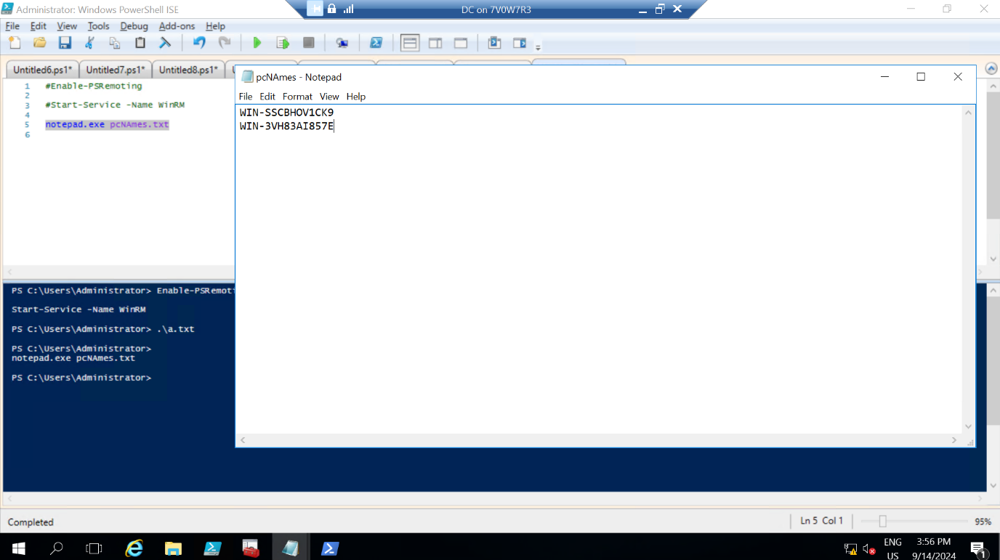 Administrator: Windows PowerShell ISE
DC on 7V0W7R3
File Edit View Tools Debug Add-ons Help
Untitled6.ps1* Untitled7.ps1* Untitled8.ps1*
1 #Enable-PSRemoting
2
3 #Start-Service -Name WinRM
4
5 notepad.exe pcNAmes.txt
6
pcNAmes - Notepad
File Edit Format View Help
WIN-SSCBHOV1CK9
WIN-3VH83AI857E
PS C:\Users\Administrator> Enable-PSRemoti
Start-Service -Name WinRM
PS C:\Users\Administrator> .\a.txt
PS C:\Users\Administrator>
notepad.exe pcNAmes.txt
PS C:\Users\Administrator>
Completed
Ln 5 Col 1
95%
ENG
US
3:56 PM
9/14/2024
1